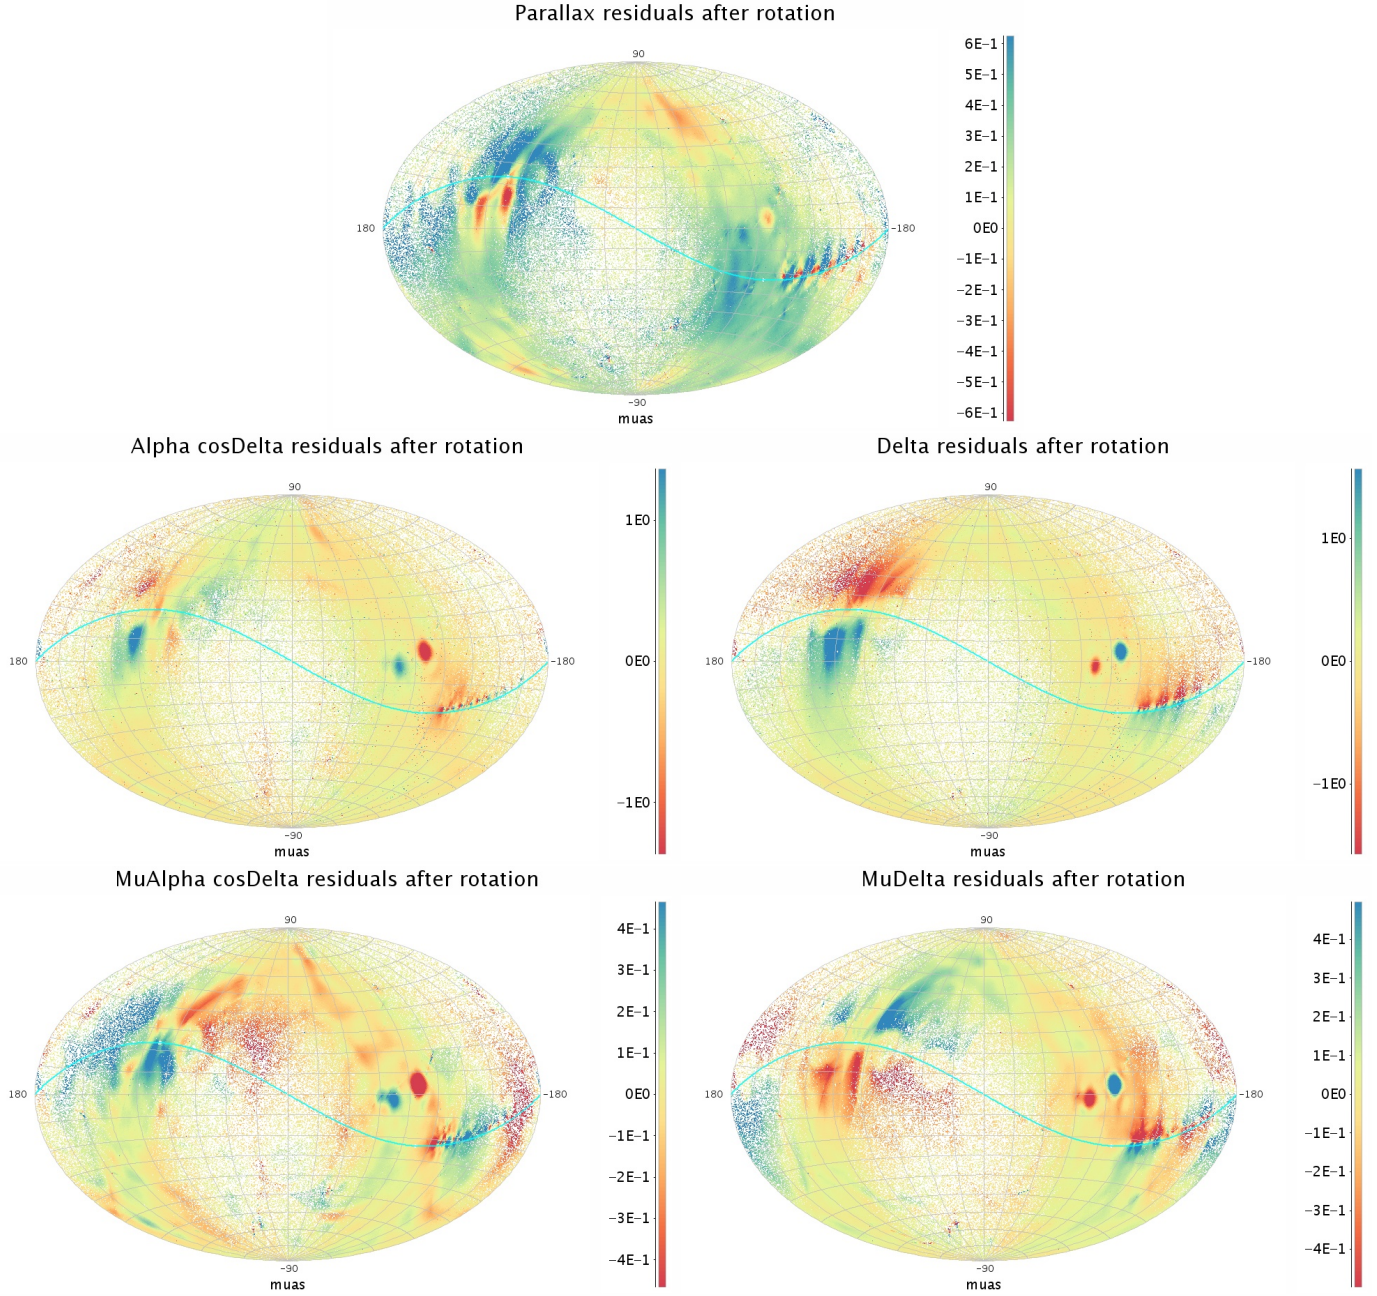 Parallax residuals after rotation
90
180
−180
−90
muas
6E−1
5E−1
4E−1
3E−1
2E−1
1E−1
0E0
−1E−1
−2E−1
−3E−1
−4E−1
−5E−1
−6E−1
Alpha cosDelta residuals after rotation
90
180
−180
−90
muas
1E0
0E0
−1E0
Delta residuals after rotation
90
180
−180
−90
muas
1E0
0E0
−1E0
MuAlpha cosDelta residuals after rotation
90
180
−180
−90
muas
4E−1
3E−1
2E−1
1E−1
0E0
−1E−1
−2E−1
−3E−1
−4E−1
MuDelta residuals after rotation
90
180
−180
−90
muas
4E−1
3E−1
2E−1
1E−1
0E0
−1E−1
−2E−1
−3E−1
−4E−1